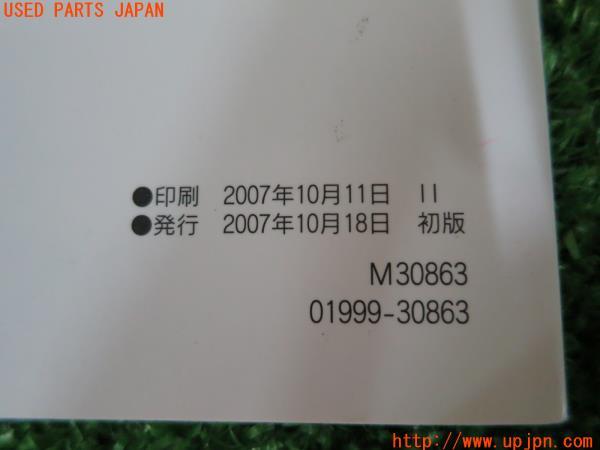 USED PARTS JAPAN
●印刷 2007年10月11日 II
●発行 2007年10月18日 初版
M30863
01999-30863
http://www.upjpn.com